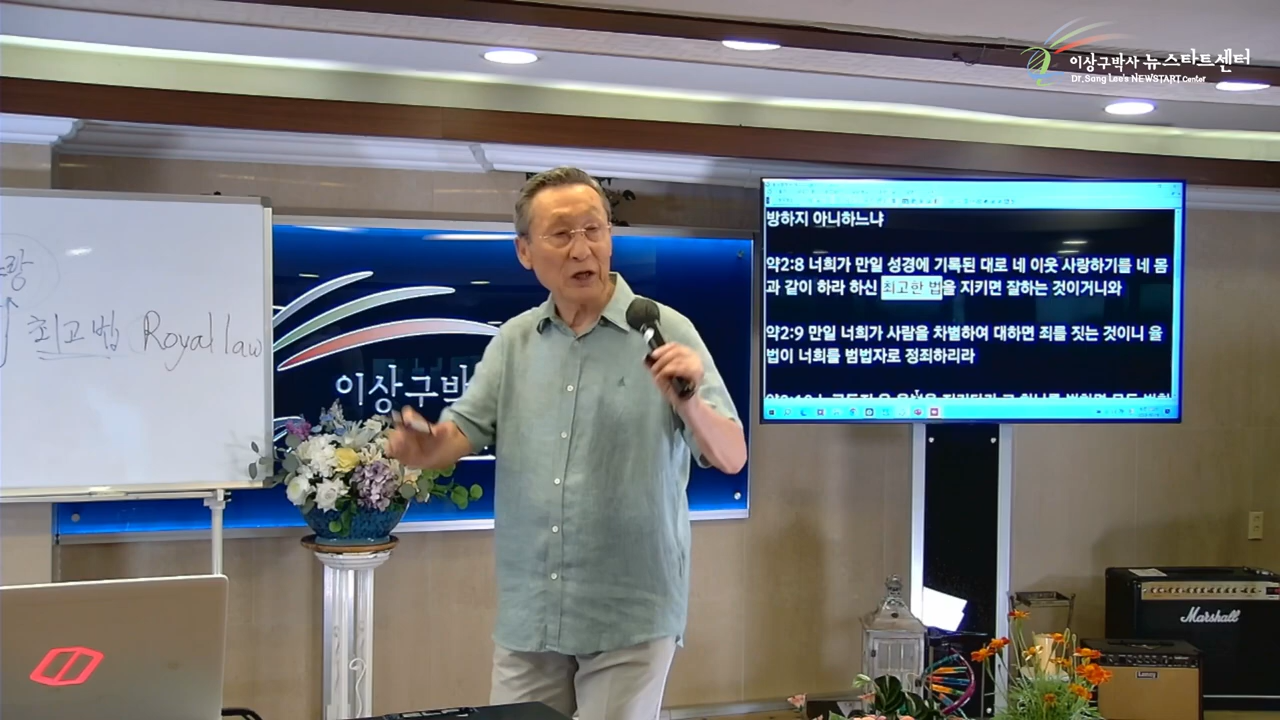 이상구박사 뉴스타트센터
Dr. Sang Lee's NEWSTART Center
최고법 Royal law
이상구박
방하지 아니하느냐
약2:8 너희가 만일 성경에 기록된 대로 네 이웃 사랑하기를 네 몸
과 같이 하라 하신 최고한 법을 지키면 잘하는 것이거니와
약2:9 만일 너희가 사람을 차별하여 대하면 죄를 짓는 것이니 율
법이 너희를 범법자로 정죄하리라
Marshall
Laney